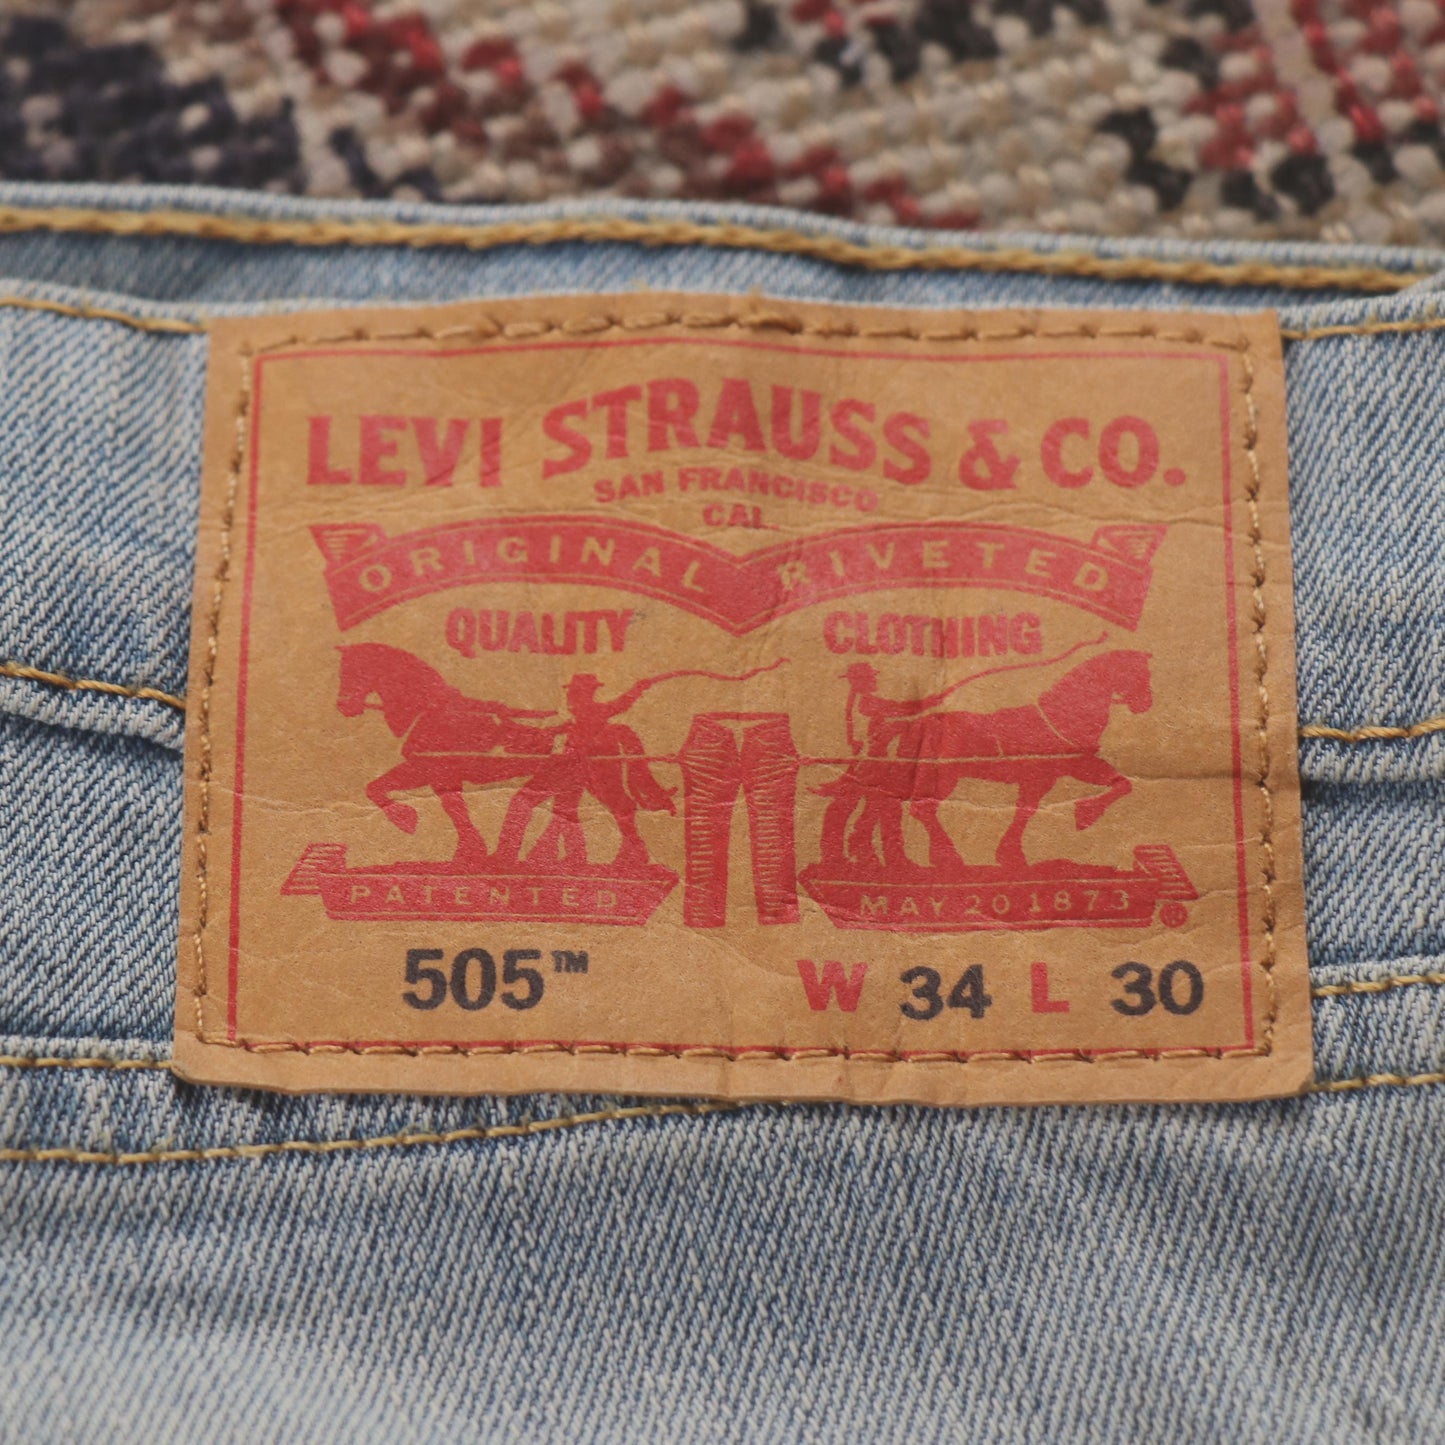 LEVI STRAUSS & CO.
SAN FRANCISCO
CAL.
ORIGINAL RIVETED
QUALITY CLOTHING
PATENTED MAY 20 1873 ®
505™ W 34 L 30